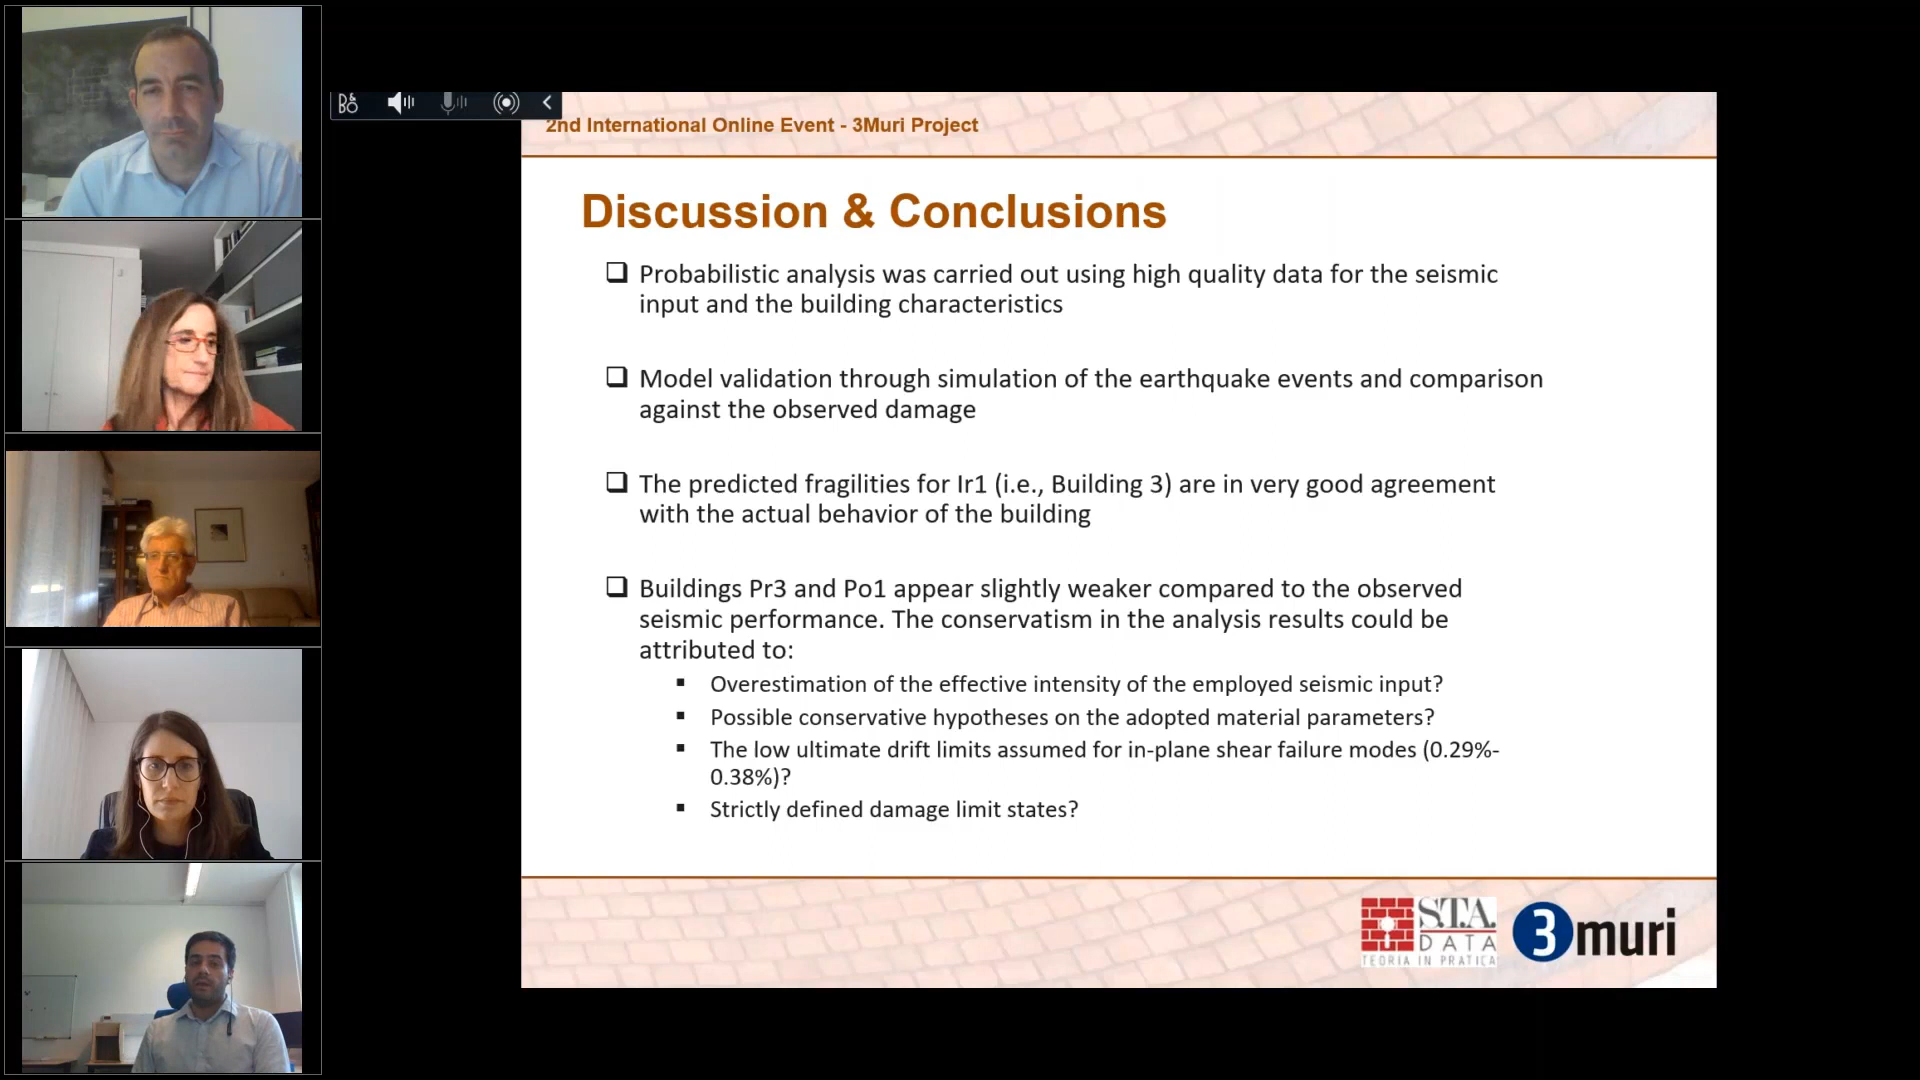 2nd International Online Event - 3Muri Project
Discussion & Conclusions
Probabilistic analysis was carried out using high quality data for the seismic
input and the building characteristics
Model validation through simulation of the earthquake events and comparison
against the observed damage
The predicted fragilities for Ir1 (i.e., Building 3) are in very good agreement
with the actual behavior of the building
Buildings Pr3 and Po1 appear slightly weaker compared to the observed
seismic performance. The conservatism in the analysis results could be
attributed to:
Overestimation of the effective intensity of the employed seismic input?
Possible conservative hypotheses on the adopted material parameters?
The low ultimate drift limits assumed for in-plane shear failure modes (0.29%-
0.38%)?
Strictly defined damage limit states?
S.T.A.
DATA
TEORIA IN PRATICA
3muri